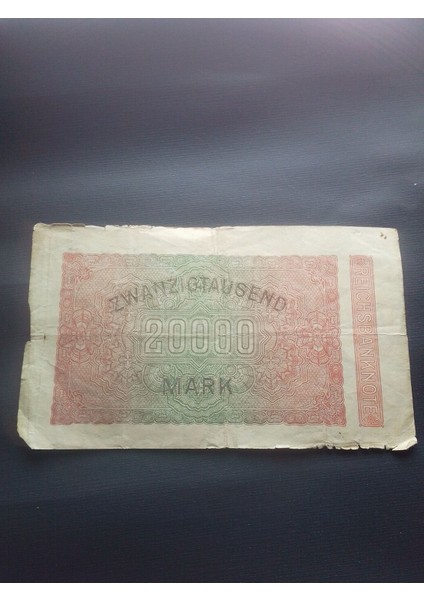 ZWANZIGTAUSEND
20000
MARK
REICHSBANKNOTE